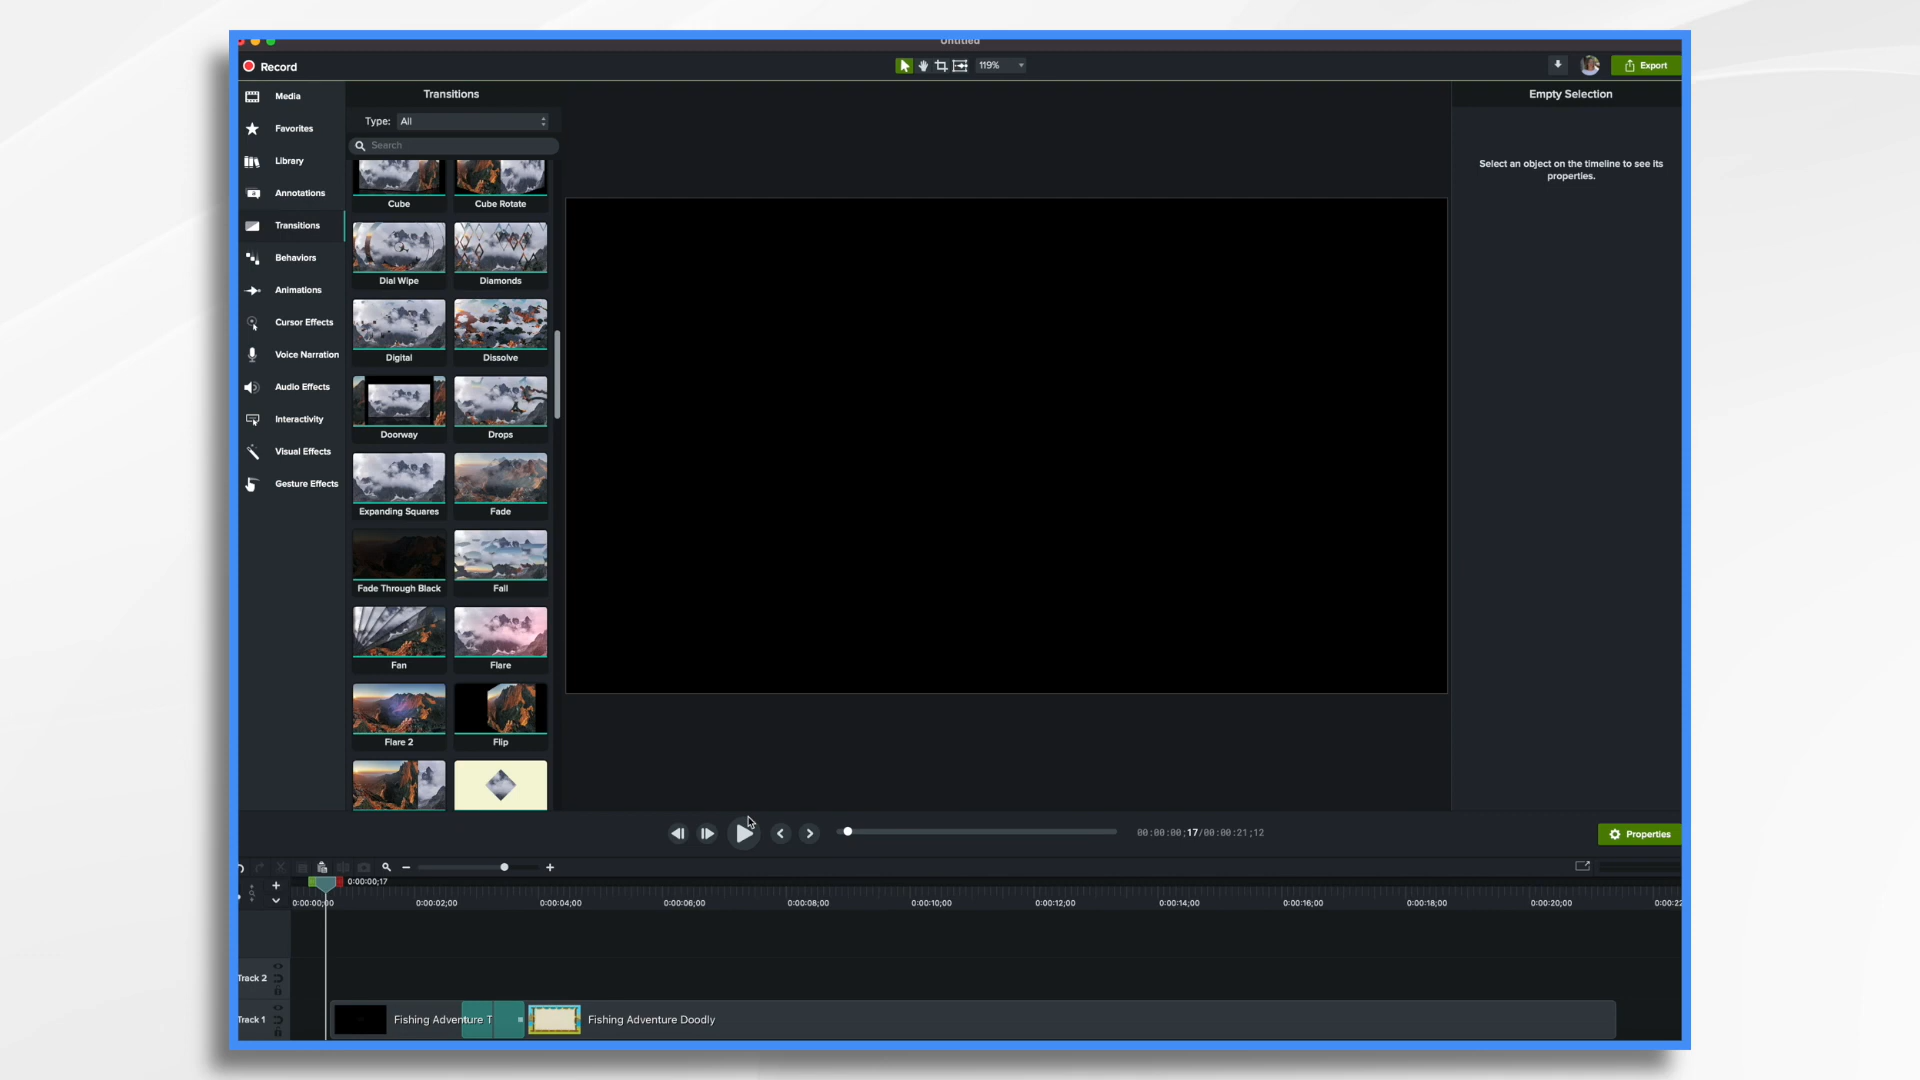 Untitled
Record
119%
Export
Media
Favorites
Library
Annotations
Transitions
Behaviors
Animations
Cursor Effects
Voice Narration
Audio Effects
Interactivity
Visual Effects
Gesture Effects
Transitions
Type: All
Search
Cube
Cube Rotate
Dial Wipe
Diamonds
Digital
Dissolve
Doorway
Drops
Expanding Squares
Fade
Fade Through Black
Fall
Fan
Flare
Flare 2
Flip
Empty Selection
Select an object on the timeline to see its
properties.
00:00:00;17/00:00:21;12
Properties
0:00:00;17
0:00:00;00 0:00:02;00 0:00:04;00 0:00:06;00 0:00:08;00 0:00:10;00 0:00:12;00 0:00:14;00 0:00:16;00 0:00:18;00 0:00:20;00 0:00:22
Track 2
Track 1
Fishing Adventure T
Fishing Adventure Doodly